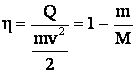 η = Q / (mv²/2) = 1 − m/M